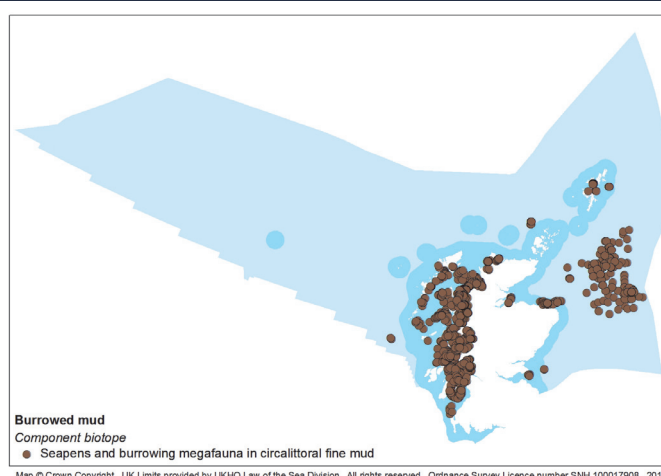 Burrowed mud
Component biotope
Seapens and burrowing megafauna in circalittoral fine mud
Map © Crown Copyright. UK Limits provided by UKHO Law of the Sea Division. All rights reserved. Ordnance Survey Licence number SNH 100017908